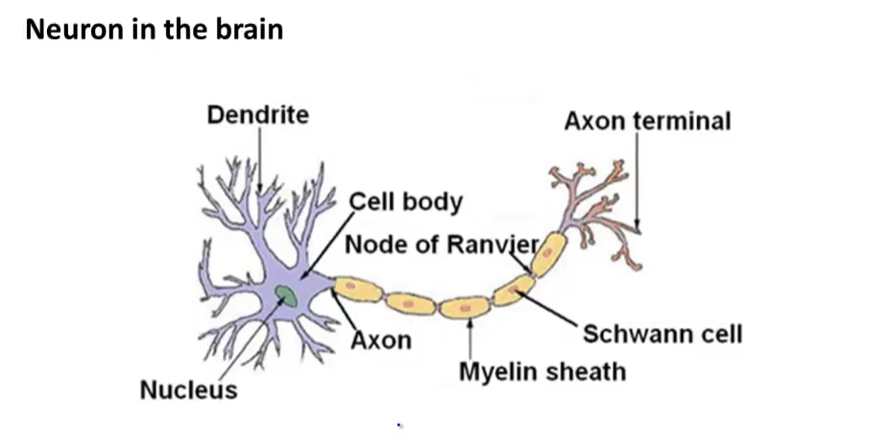 Neuron in the brain
Dendrite
Axon terminal
Cell body
Node of Ranvier
Axon
Schwann cell
Myelin sheath
Nucleus